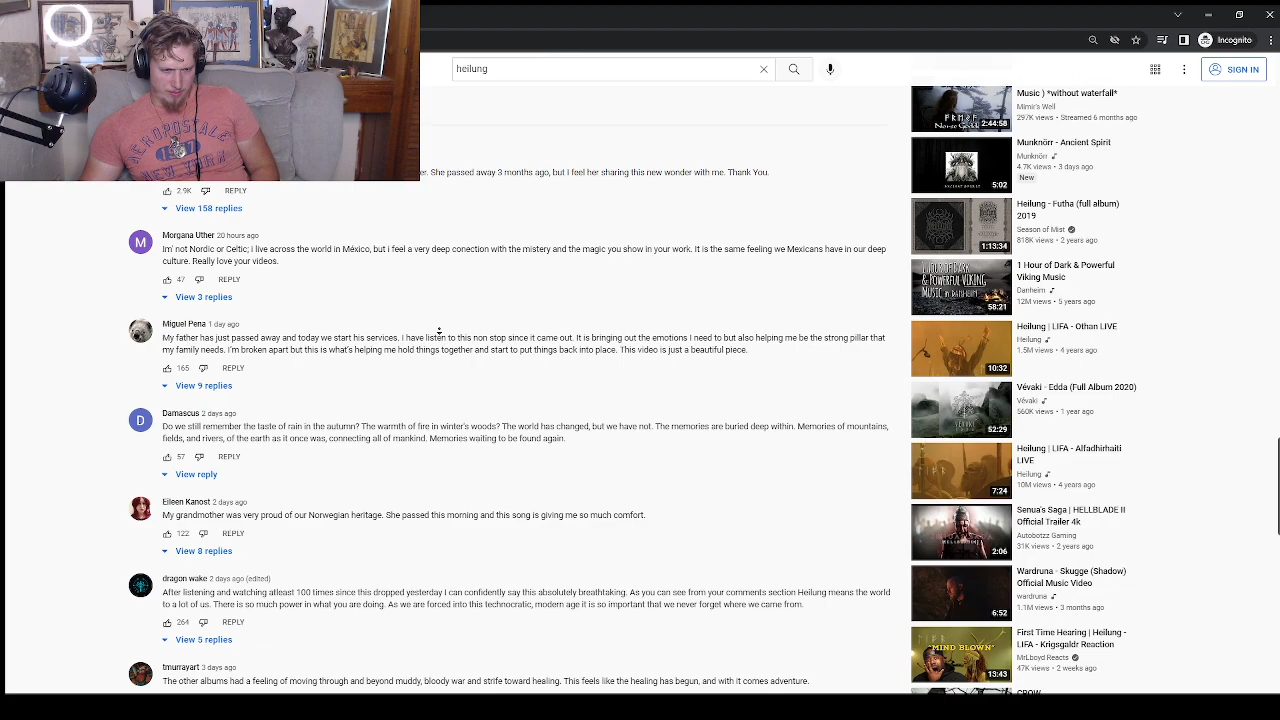 Incognito
heilung
SIGN IN
AEROPOSTALE
1987
NEW YORK
er. She passed away 3 months ago, but I feel her sharing this new wonder with me. Thank You.
2.9K REPLY
View 158 replies
M
Morgana Uther 20 hours ago
Im' not Nordic or Celtic; i live across the world in México, but i feel a very deep conection with the mistery and the magic you show in your work. It is the same feeling we Mexicans have in our deep
culture. Really love your videos.
47 REPLY
View 3 replies
Miguel Pena 1 day ago
My father has just passed away and today we start his services. I have listen to this non stop since it came out. It is bringing out the emotions I need to but also helping me be the strong pillar that
my family needs. I'm broken apart but this is what's helping me hold things together and start to put things back into place. This video is just a beautiful piece.
165 REPLY
View 9 replies
D
Damascus 2 days ago
Do we still remember the taste of rain in the autumn? The warmth of fire in winter's woods? The world has changed, but we have not. The memories are buried deep within. Memories of mountains,
fields, and rivers, of the earth as it once was, connecting all of mankind. Memories waiting to be found again.
57 REPLY
View reply
Eileen Kanost 2 days ago
My grandmother was very proud of our Norwegian heritage. She passed this morning and this song is giving me so much comfort.
122 REPLY
View 8 replies
dragon wake 2 days ago (edited)
After listening and watching atleast 100 times since this dropped yesterday I can confidently say this absolutely breathtaking. As you can see from your comments section Heilung means the world
to a lot of us. There is so much power in what you are doing. As we are forced into this technocratic, modern age it is so important that we never forget where we came from.
264 REPLY
View 5 replies
tmurrayart 3 days ago
The other albums had a feeling of moving through and beyond muddy, bloody war and strife toward healing. This feels like the healing has begun, and with it comes adventure.
2:44:58
Music ) *without waterfall*
Mimir's Well
297K views • Streamed 6 months ago
5:02
Munknörr - Ancient Spirit
Munknörr
4.7K views • 3 days ago
New
1:13:34
Heilung - Futha (full album)
2019
Season of Mist
818K views • 2 years ago
1 HOUR OF DARK
& POWERFUL VIKING
MUSIC BY DANHEIM
58:21
1 Hour of Dark & Powerful
Viking Music
Danheim
12M views • 5 years ago
10:32
Heilung | LIFA - Othan LIVE
Heilung
1.5M views • 4 years ago
52:29
Vévaki - Edda (Full Album 2020)
Vévaki
560K views • 1 year ago
7:24
Heilung | LIFA - Alfadhirhaiti
LIVE
Heilung
10M views • 4 years ago
2:06
Senua's Saga | HELLBLADE II
Official Trailer 4k
Autobotzz Gaming
31K views • 2 years ago
6:52
Wardruna - Skugge (Shadow)
Official Music Video
wardruna
1.1M views • 3 months ago
"MIND BLOWN"
13:43
First Time Hearing | Heilung -
LIFA - Krigsgaldr Reaction
MrLboyd Reacts
47K views • 2 weeks ago